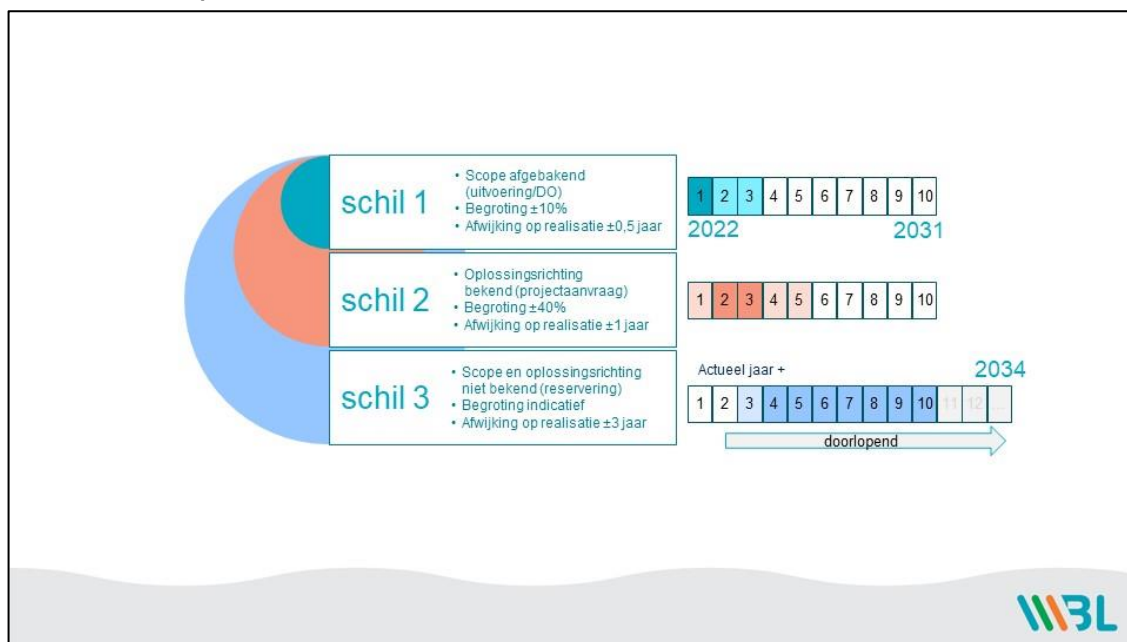 schil 1
• Scope afgebakend
(uitvoering/DO)
• Begroting ±10%
• Afwijking op realisatie ±0,5 jaar
1 2 3 4 5 6 7 8 9 10
2022 2031
schil 2
• Oplossingsrichting
bekend (projectaanvraag)
• Begroting ±40%
• Afwijking op realisatie ±1 jaar
1 2 3 4 5 6 7 8 9 10
schil 3
• Scope en oplossingsrichting
niet bekend (reservering)
• Begroting indicatief
• Afwijking op realisatie ±3 jaar
Actueel jaar + 2034
1 2 3 4 5 6 7 8 9 10 11 12 ...
doorlopend
WBL